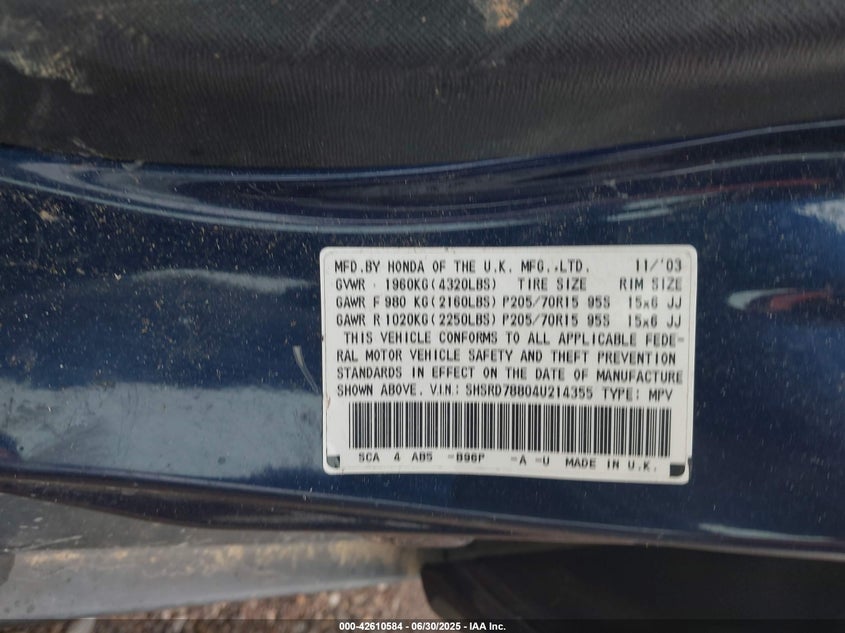 MFD.BY HONDA OF THE U.K. MFG.,LTD. 11/'03
GVWR : 1960KG(4320LBS) TIRE SIZE RIM SIZE
GAWR F 980 KG(2160LBS) P205/70R15 95S 15x6 JJ
GAWR R 1020KG(2250LBS) P205/70R15 95S 15x6 JJ
THIS VEHICLE CONFORMS TO ALL APPLICABLE FEDE-
RAL MOTOR VEHICLE SAFETY AND THEFT PREVENTION
STANDARDS IN EFFECT ON THE DATE OF MANUFACTURE
SHOWN ABOVE. VIN: SHSRD78804U214355 TYPE: MPV
SCA 4 AB5 -B96P -A -U MADE IN U.K.
000-42610584 - 06/30/2025 - IAA Inc.